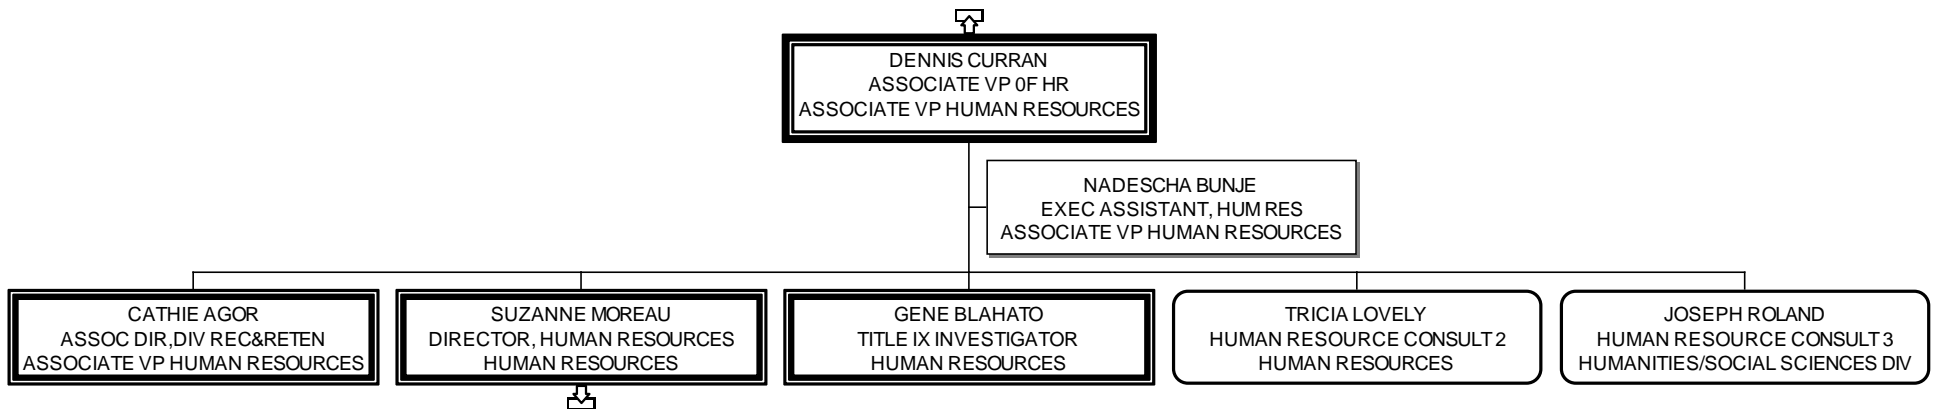 DENNIS CURRAN
ASSOCIATE VP 0F HR
ASSOCIATE VP HUMAN RESOURCES
NADESCHA BUNJE
EXEC ASSISTANT, HUM RES
ASSOCIATE VP HUMAN RESOURCES
CATHIE AGOR
ASSOC DIR,DIV REC&RETEN
ASSOCIATE VP HUMAN RESOURCES
SUZANNE MOREAU
DIRECTOR, HUMAN RESOURCES
HUMAN RESOURCES
GENE BLAHATO
TITLE IX INVESTIGATOR
HUMAN RESOURCES
TRICIA LOVELY
HUMAN RESOURCE CONSULT 2
HUMAN RESOURCES
JOSEPH ROLAND
HUMAN RESOURCE CONSULT 3
HUMANITIES/SOCIAL SCIENCES DIV